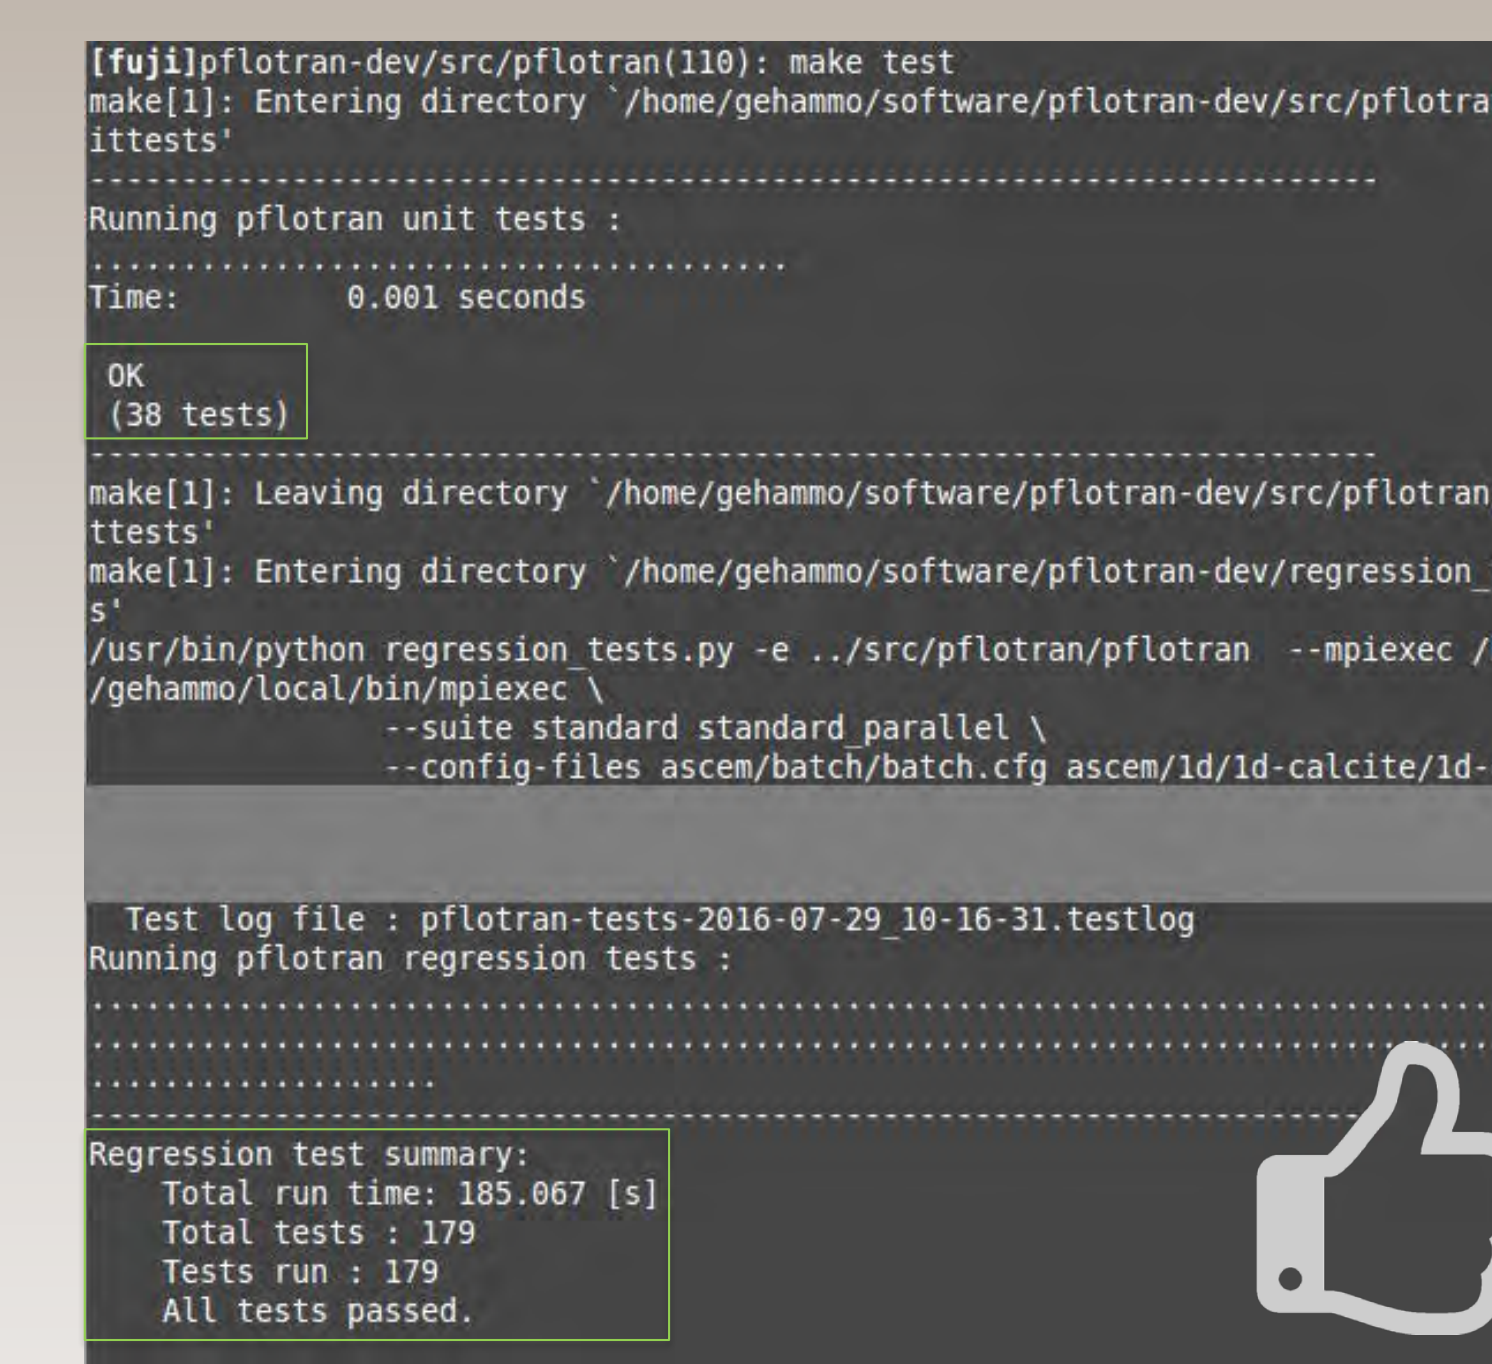 [fuji]pflotran-dev/src/pflotran(110): make test
make[1]: Entering directory `/home/gehammo/software/pflotran-dev/src/pflotra
ittests'
----------------------------------------------------------------------
Running pflotran unit tests :
......................................
Time:         0.001 seconds
OK
(38 tests)
----------------------------------------------------------------------
make[1]: Leaving directory `/home/gehammo/software/pflotran-dev/src/pflotran
ttests'
make[1]: Entering directory `/home/gehammo/software/pflotran-dev/regression_
s'
/usr/bin/python regression_tests.py -e ../src/pflotran/pflotran  --mpiexec /
/gehammo/local/bin/mpiexec \
--suite standard standard_parallel \
--config-files ascem/batch/batch.cfg ascem/1d/1d-calcite/1d-
Test log file : pflotran-tests-2016-07-29_10-16-31.testlog
Running pflotran regression tests :
............................................................................
............................................................................
...................
----------------------------------------------------------------------
Regression test summary:
Total run time: 185.067 [s]
Total tests : 179
Tests run : 179
All tests passed.